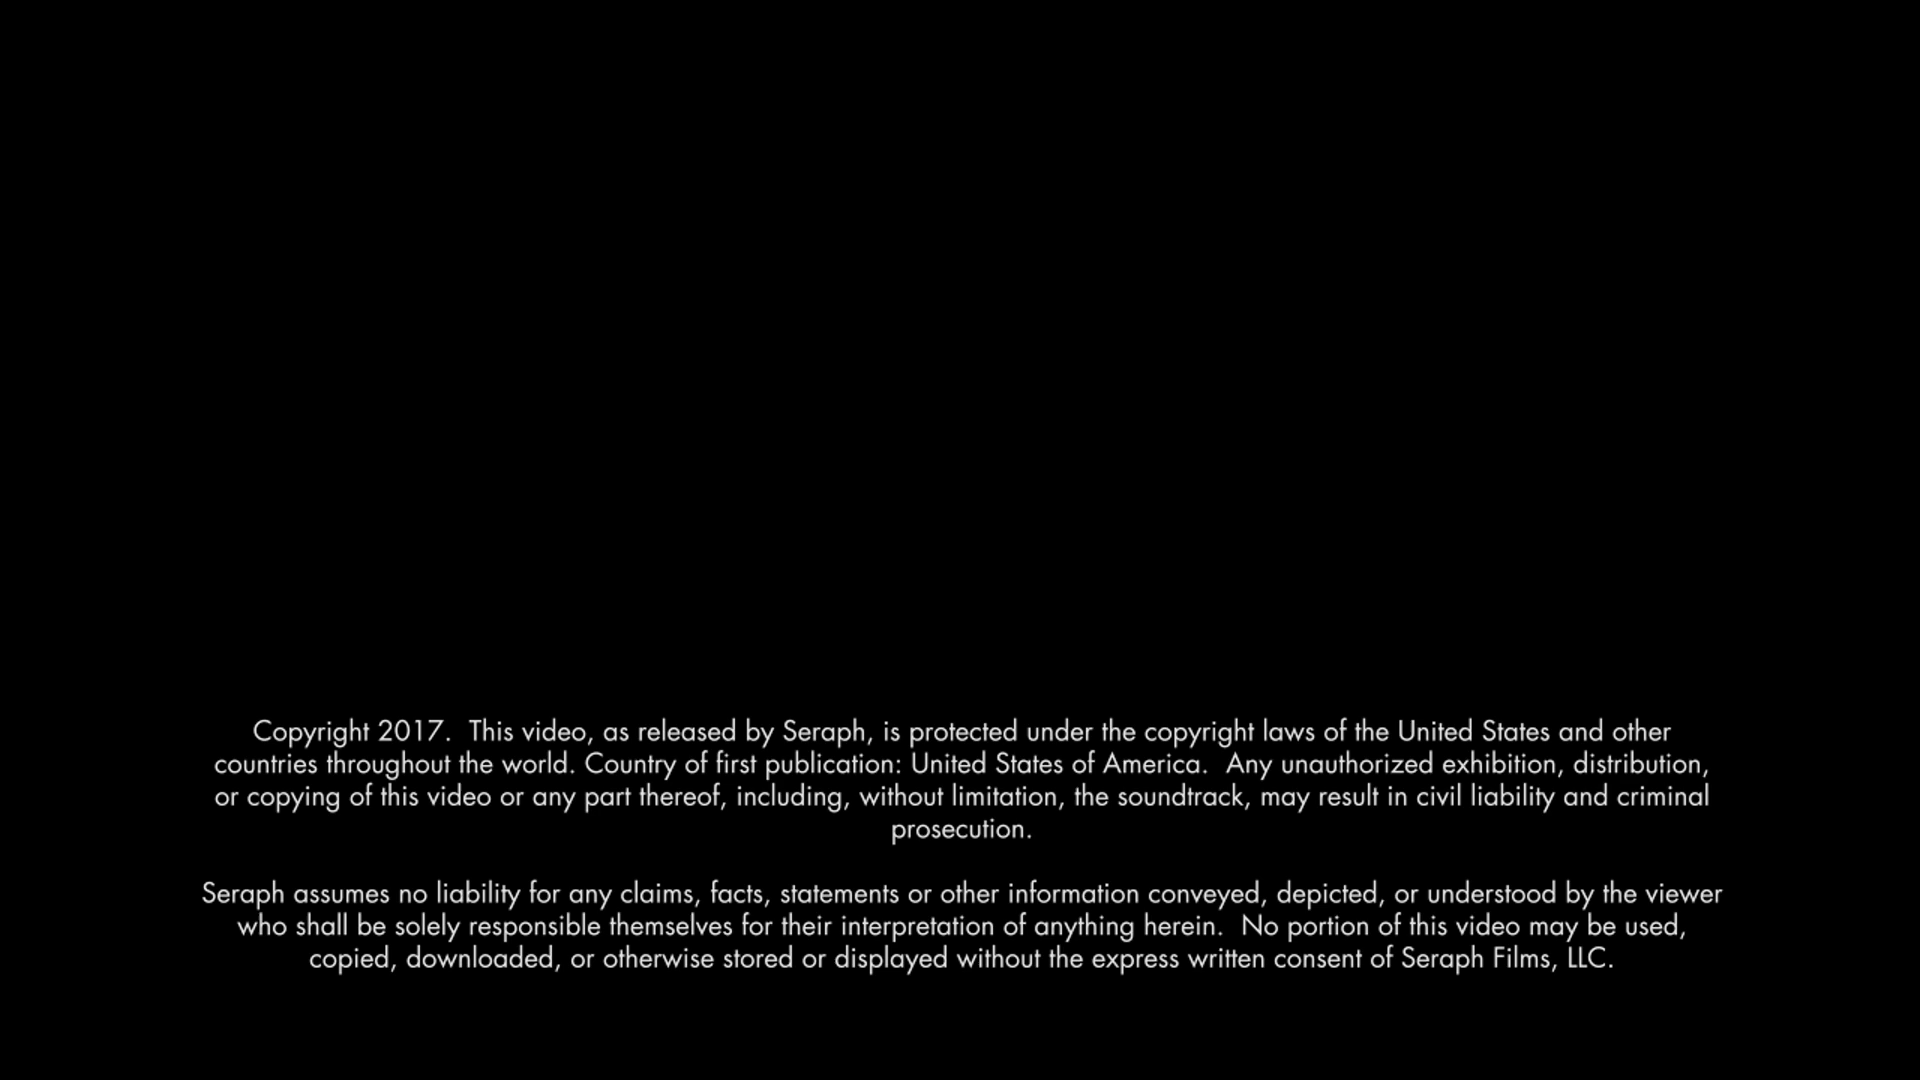 Copyright 2017.  This video, as released by Seraph, is protected under the copyright laws of the United States and other
countries throughout the world. Country of first publication: United States of America.  Any unauthorized exhibition, distribution,
or copying of this video or any part thereof, including, without limitation, the soundtrack, may result in civil liability and criminal
prosecution.
Seraph assumes no liability for any claims, facts, statements or other information conveyed, depicted, or understood by the viewer
who shall be solely responsible themselves for their interpretation of anything herein.  No portion of this video may be used,
copied, downloaded, or otherwise stored or displayed without the express written consent of Seraph Films, LLC.